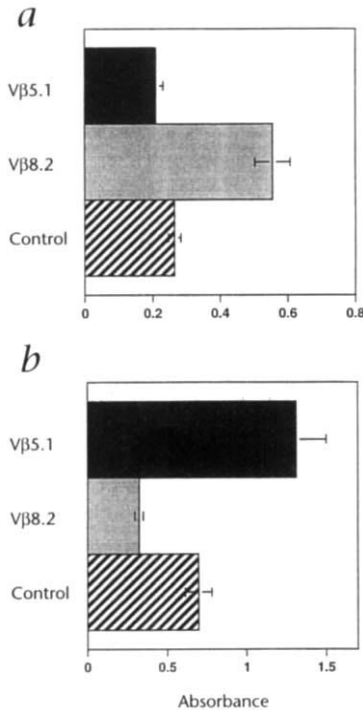 a
Vβ5.1
Vβ8.2
Control
0 0.2 0.4 0.6 0.8
b
Vβ5.1
Vβ8.2
Control
0 0.5 1 1.5
Absorbance